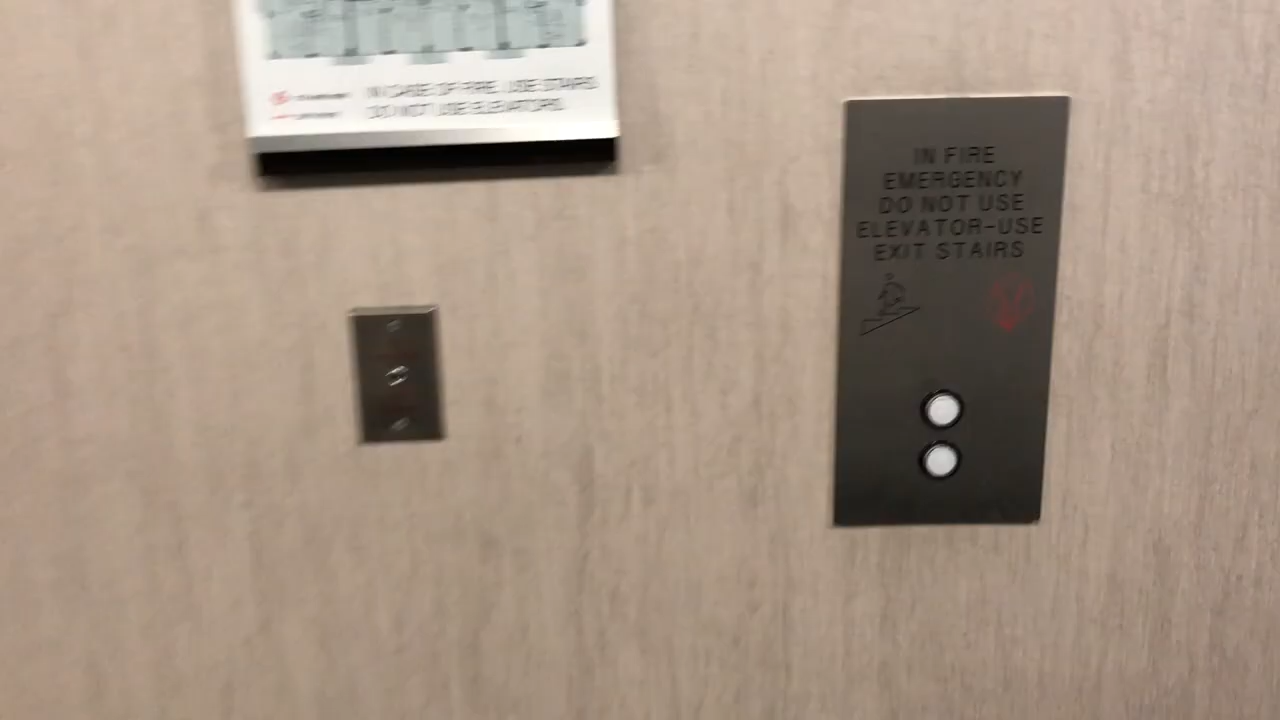 IN CASE OF FIRE, USE STAIRS
DO NOT USE ELEVATORS
IN FIRE
EMERGENCY
DO NOT USE
ELEVATOR-USE
EXIT STAIRS